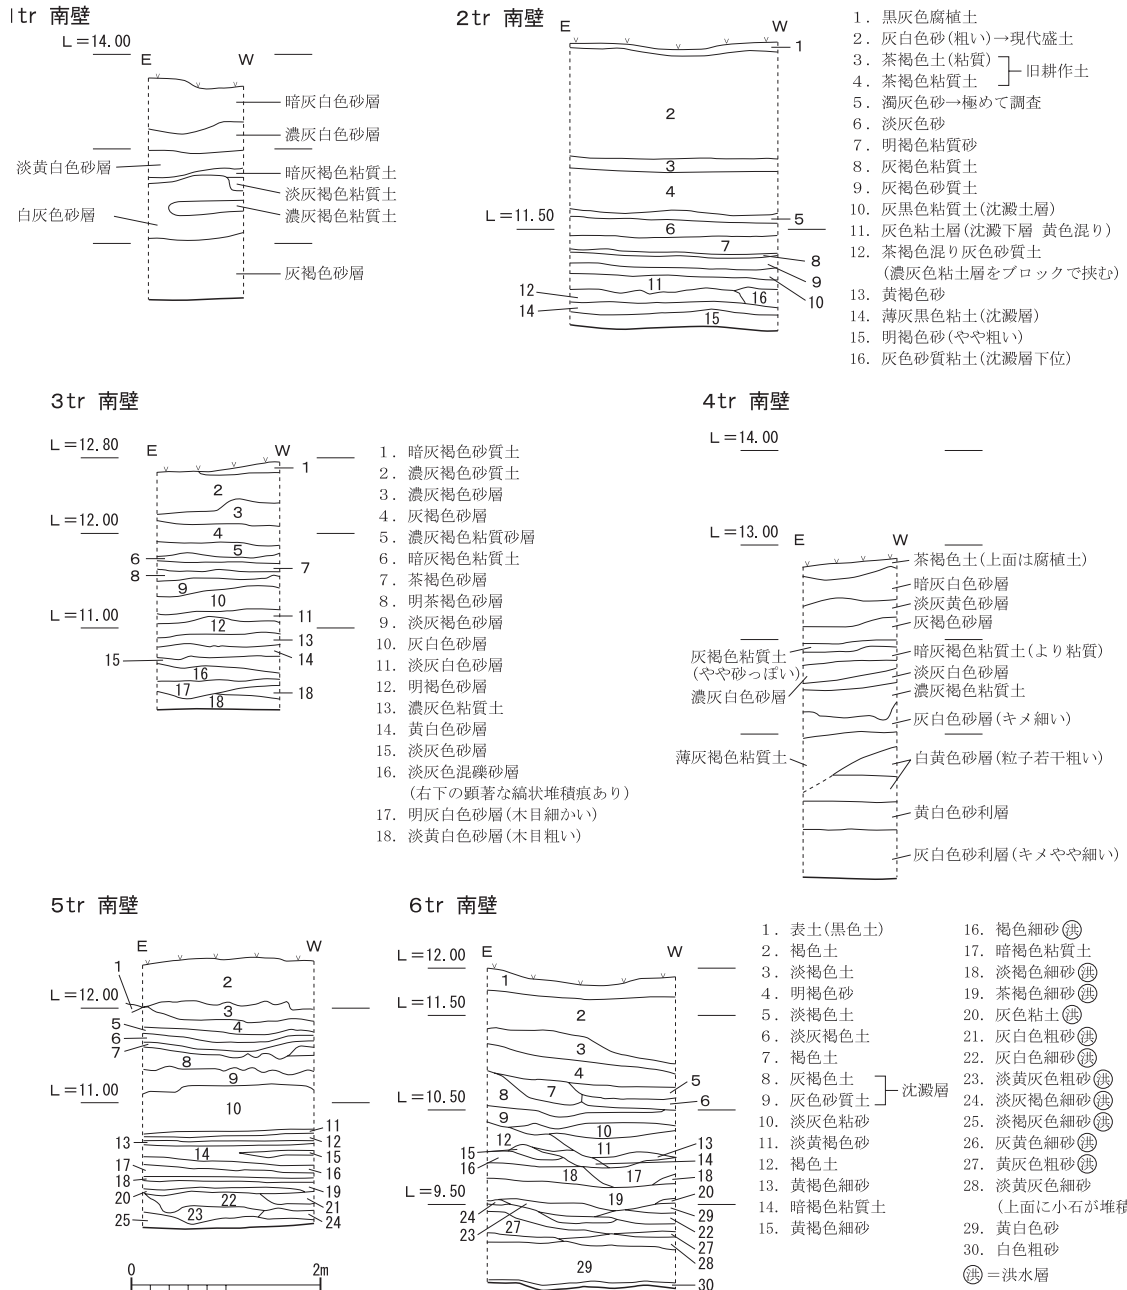 1tr 南壁
L=14.00
E
W
暗灰白色砂層
濃灰白色砂層
淡黄白色砂層
暗灰褐色粘質土
淡灰褐色粘質土
白灰色砂層
濃灰褐色粘質土
灰褐色砂層
2tr 南壁
E
W
L=11.50
1
2
3
4
5
6
7
8
9
10
11
12
16
14
15
1. 黒灰色腐植土
2. 灰白色砂(粗い)→現代盛土
3. 茶褐色土(粘質)
4. 茶褐色粘質土
旧耕作土
5. 濁灰色砂→極めて調査
6. 淡灰色砂
7. 明褐色粘質砂
8. 灰褐色粘質土
9. 灰褐色砂質土
10. 灰黒色粘質土(沈澱土層)
11. 灰色粘土層(沈澱下層 黄色混り)
12. 茶褐色混り灰色砂質土
(濃灰色粘土層をブロックで挟む)
13. 黄褐色砂
14. 薄灰黒色粘土(沈澱層)
15. 明褐色砂(やや粗い)
16. 灰色砂質粘土(沈澱層下位)
3tr 南壁
L=12.80
E
W
L=12.00
L=11.00
1
2
3
4
5
6
7
8
9
10
11
12
13
14
15
16
17
18
18
1. 暗灰褐色砂質土
2. 濃灰褐色砂質土
3. 濃灰褐色砂層
4. 灰褐色砂層
5. 濃灰褐色粘質砂層
6. 暗灰褐色粘質土
7. 茶褐色砂層
8. 明茶褐色砂層
9. 淡灰褐色砂層
10. 灰白色砂層
11. 淡灰白色砂層
12. 明褐色砂層
13. 濃灰色粘質土
14. 黄白色砂層
15. 淡灰色砂層
16. 淡灰色混礫砂層
(右下の顕著な縞状堆積痕あり)
17. 明灰白色砂層(木目細かい)
18. 淡黄白色砂層(木目粗い)
4tr 南壁
L=14.00
L=13.00
E
W
茶褐色土(上面は腐植土)
暗灰白色砂層
淡灰黄色砂層
灰褐色砂層
灰褐色粘質土
(やや砂っぽい)
暗灰褐色粘質土(より粘質)
淡灰白色砂層
濃灰白色砂層
濃灰褐色粘質土
灰白色砂層(キメ細い)
薄灰褐色粘質土
白黄色砂層(粒子若干粗い)
黄白色砂利層
灰白色砂利層(キメやや細い)
5tr 南壁
E
W
L=12.00
L=11.00
1
2
3
4
5
6
7
8
9
10
11
12
13
14
15
16
17
18
19
20
21
22
23
24
25
0
2m
6tr 南壁
L=12.00
E
W
L=11.50
L=10.50
L=9.50
1
2
3
4
5
6
7
8
9
10
11
12
13
14
15
16
17
18
18
19
20
29
22
24
23
27
27
28
29
30
1. 表土(黒色土)
2. 褐色土
3. 淡褐色土
4. 明褐色砂
5. 淡褐色土
6. 淡灰褐色土
7. 褐色土
8. 灰褐色土
9. 灰色砂質土
沈澱層
10. 淡灰色粘砂
11. 淡黄褐色砂
12. 褐色土
13. 黄褐色細砂
14. 暗褐色粘質土
15. 黄褐色細砂
16. 褐色細砂㊌洪
17. 暗褐色粘質土
18. 淡褐色細砂 洪
19. 茶褐色細砂 洪
20. 灰色粘土 洪
21. 灰白色粗砂 洪
22. 灰白色細砂 洪
23. 淡黄灰色粗砂 洪
24. 淡灰褐色細砂 洪
25. 淡褐灰色細砂 洪
26. 灰黄色細砂 洪
27. 黄灰色粗砂 洪
28. 淡黄灰色細砂
(上面に小石が堆積
29. 黄白色砂
30. 白色粗砂
洪=洪水層